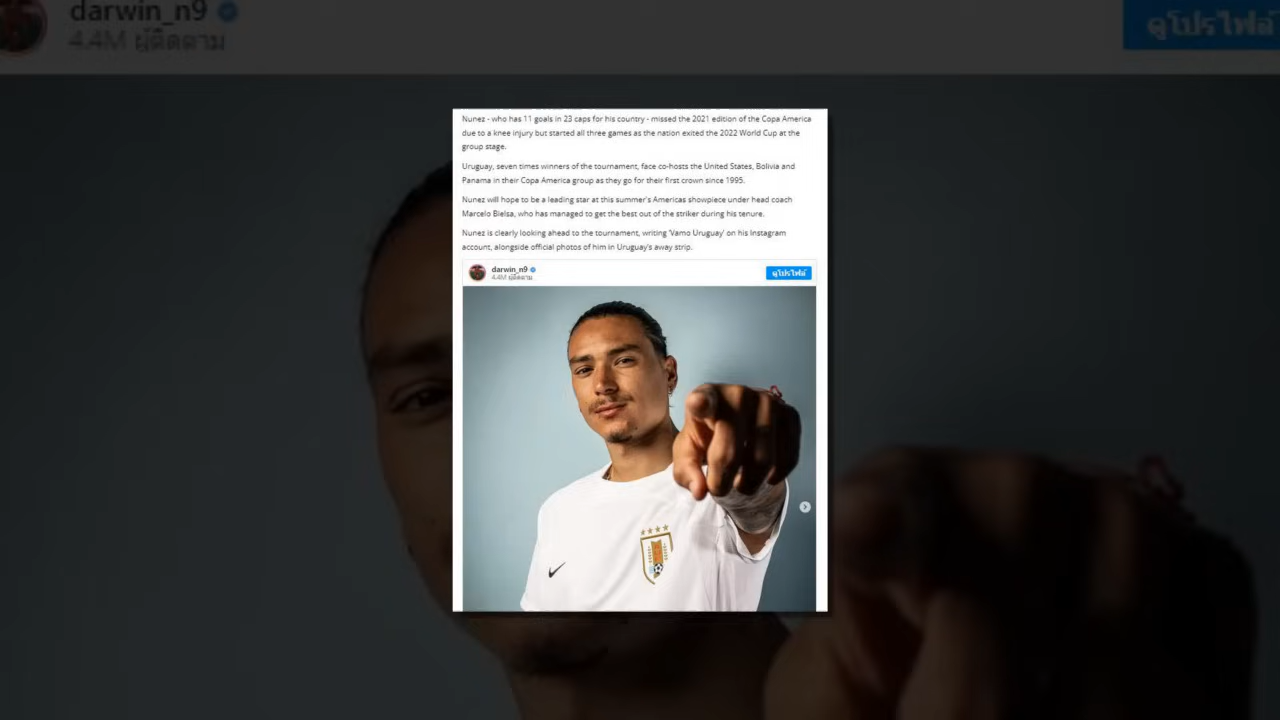 darwin_n9
4.4M ผู้ติดตาม
ดูโปรไฟล์
Nunez - who has 11 goals in 23 caps for his country - missed the 2021 edition of the Copa America
due to a knee injury but started all three games as the nation exited the 2022 World Cup at the
group stage.
Uruguay, seven times winners of the tournament, face co-hosts the United States, Bolivia and
Panama in their Copa America group as they go for their first crown since 1995.
Nunez will hope to be a leading star at this summer's Americas showpiece under head coach
Marcelo Bielsa, who has managed to get the best out of the striker during his tenure.
Nunez is clearly looking ahead to the tournament, writing 'Vamo Uruguay' on his Instagram
account, alongside official photos of him in Uruguay's away strip.
darwin_n9
4.4M ผู้ติดตาม
ดูโปรไฟล์